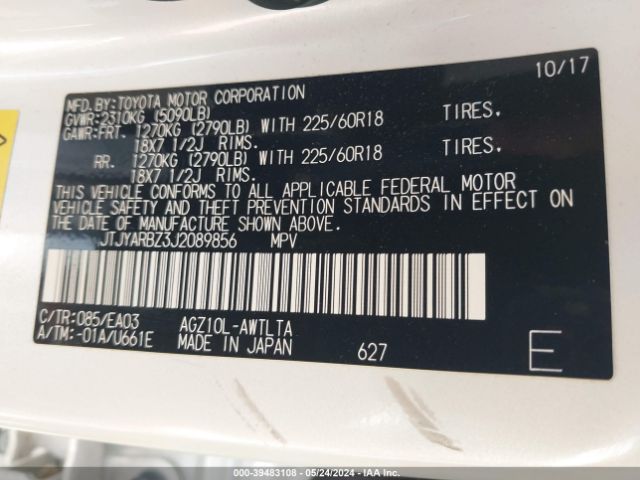 10/17
MFD.BY:TOYOTA MOTOR CORPORATION
GVWR:2310KG (5090LB)
GAWR:FRT. 1270KG (2790LB) WITH 225/60R18 TIRES,
18X7 1/2J RIMS.
RR. 1270KG (2790LB) WITH 225/60R18 TIRES,
18X7 1/2J RIMS.
THIS VEHICLE CONFORMS TO ALL APPLICABLE FEDERAL MOTOR
VEHICLE SAFETY AND THEFT PREVENTION STANDARDS IN EFFECT ON
THE DATE OF MANUFACTURE SHOWN ABOVE.
JTJYARBZ3J2089856 MPV
C/TR:085/EA03 AGZ10L-AWTLTA
A/TM:-01A/U661E MADE IN JAPAN 627 E
000-39483108 - 05/24/2024 - IAA Inc.